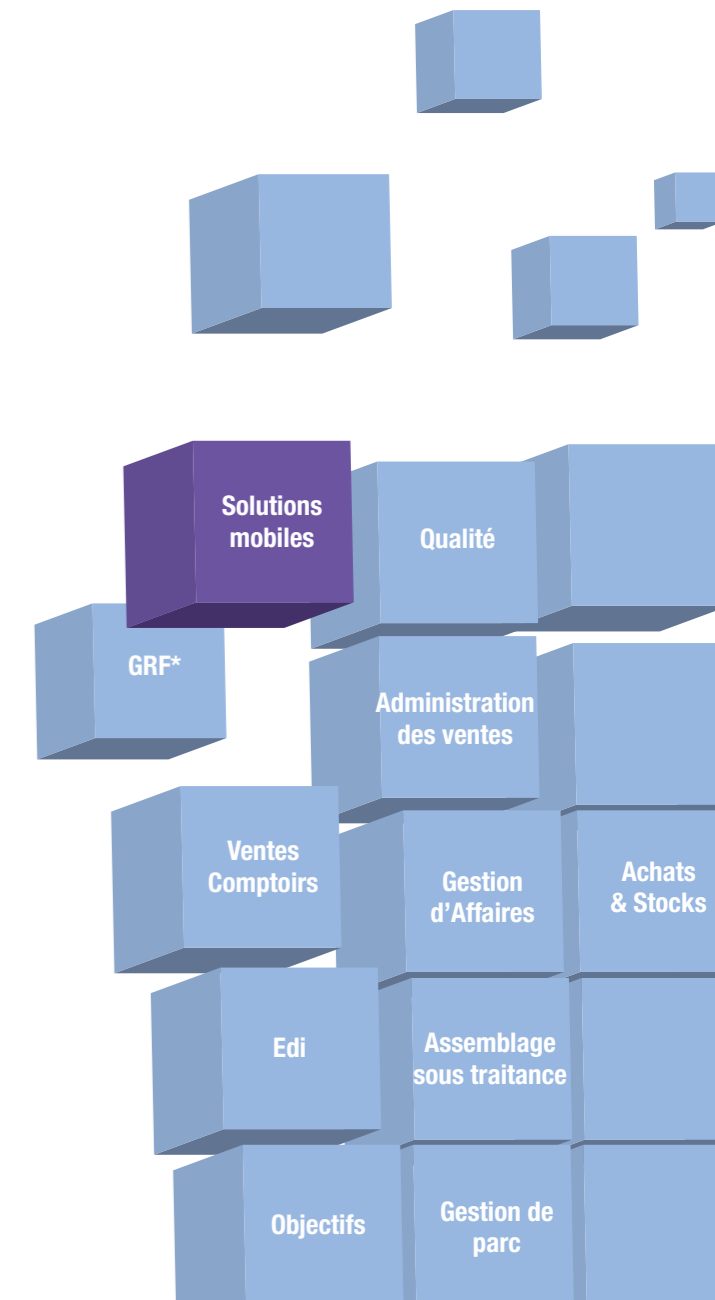 Solutions
mobiles
Qualité
GRF*
Administration
des ventes
Ventes
Comptoirs
Gestion
d’Affaires
Achats
& Stocks
Edi
Assemblage
sous traitance
Objectifs
Gestion de
parc